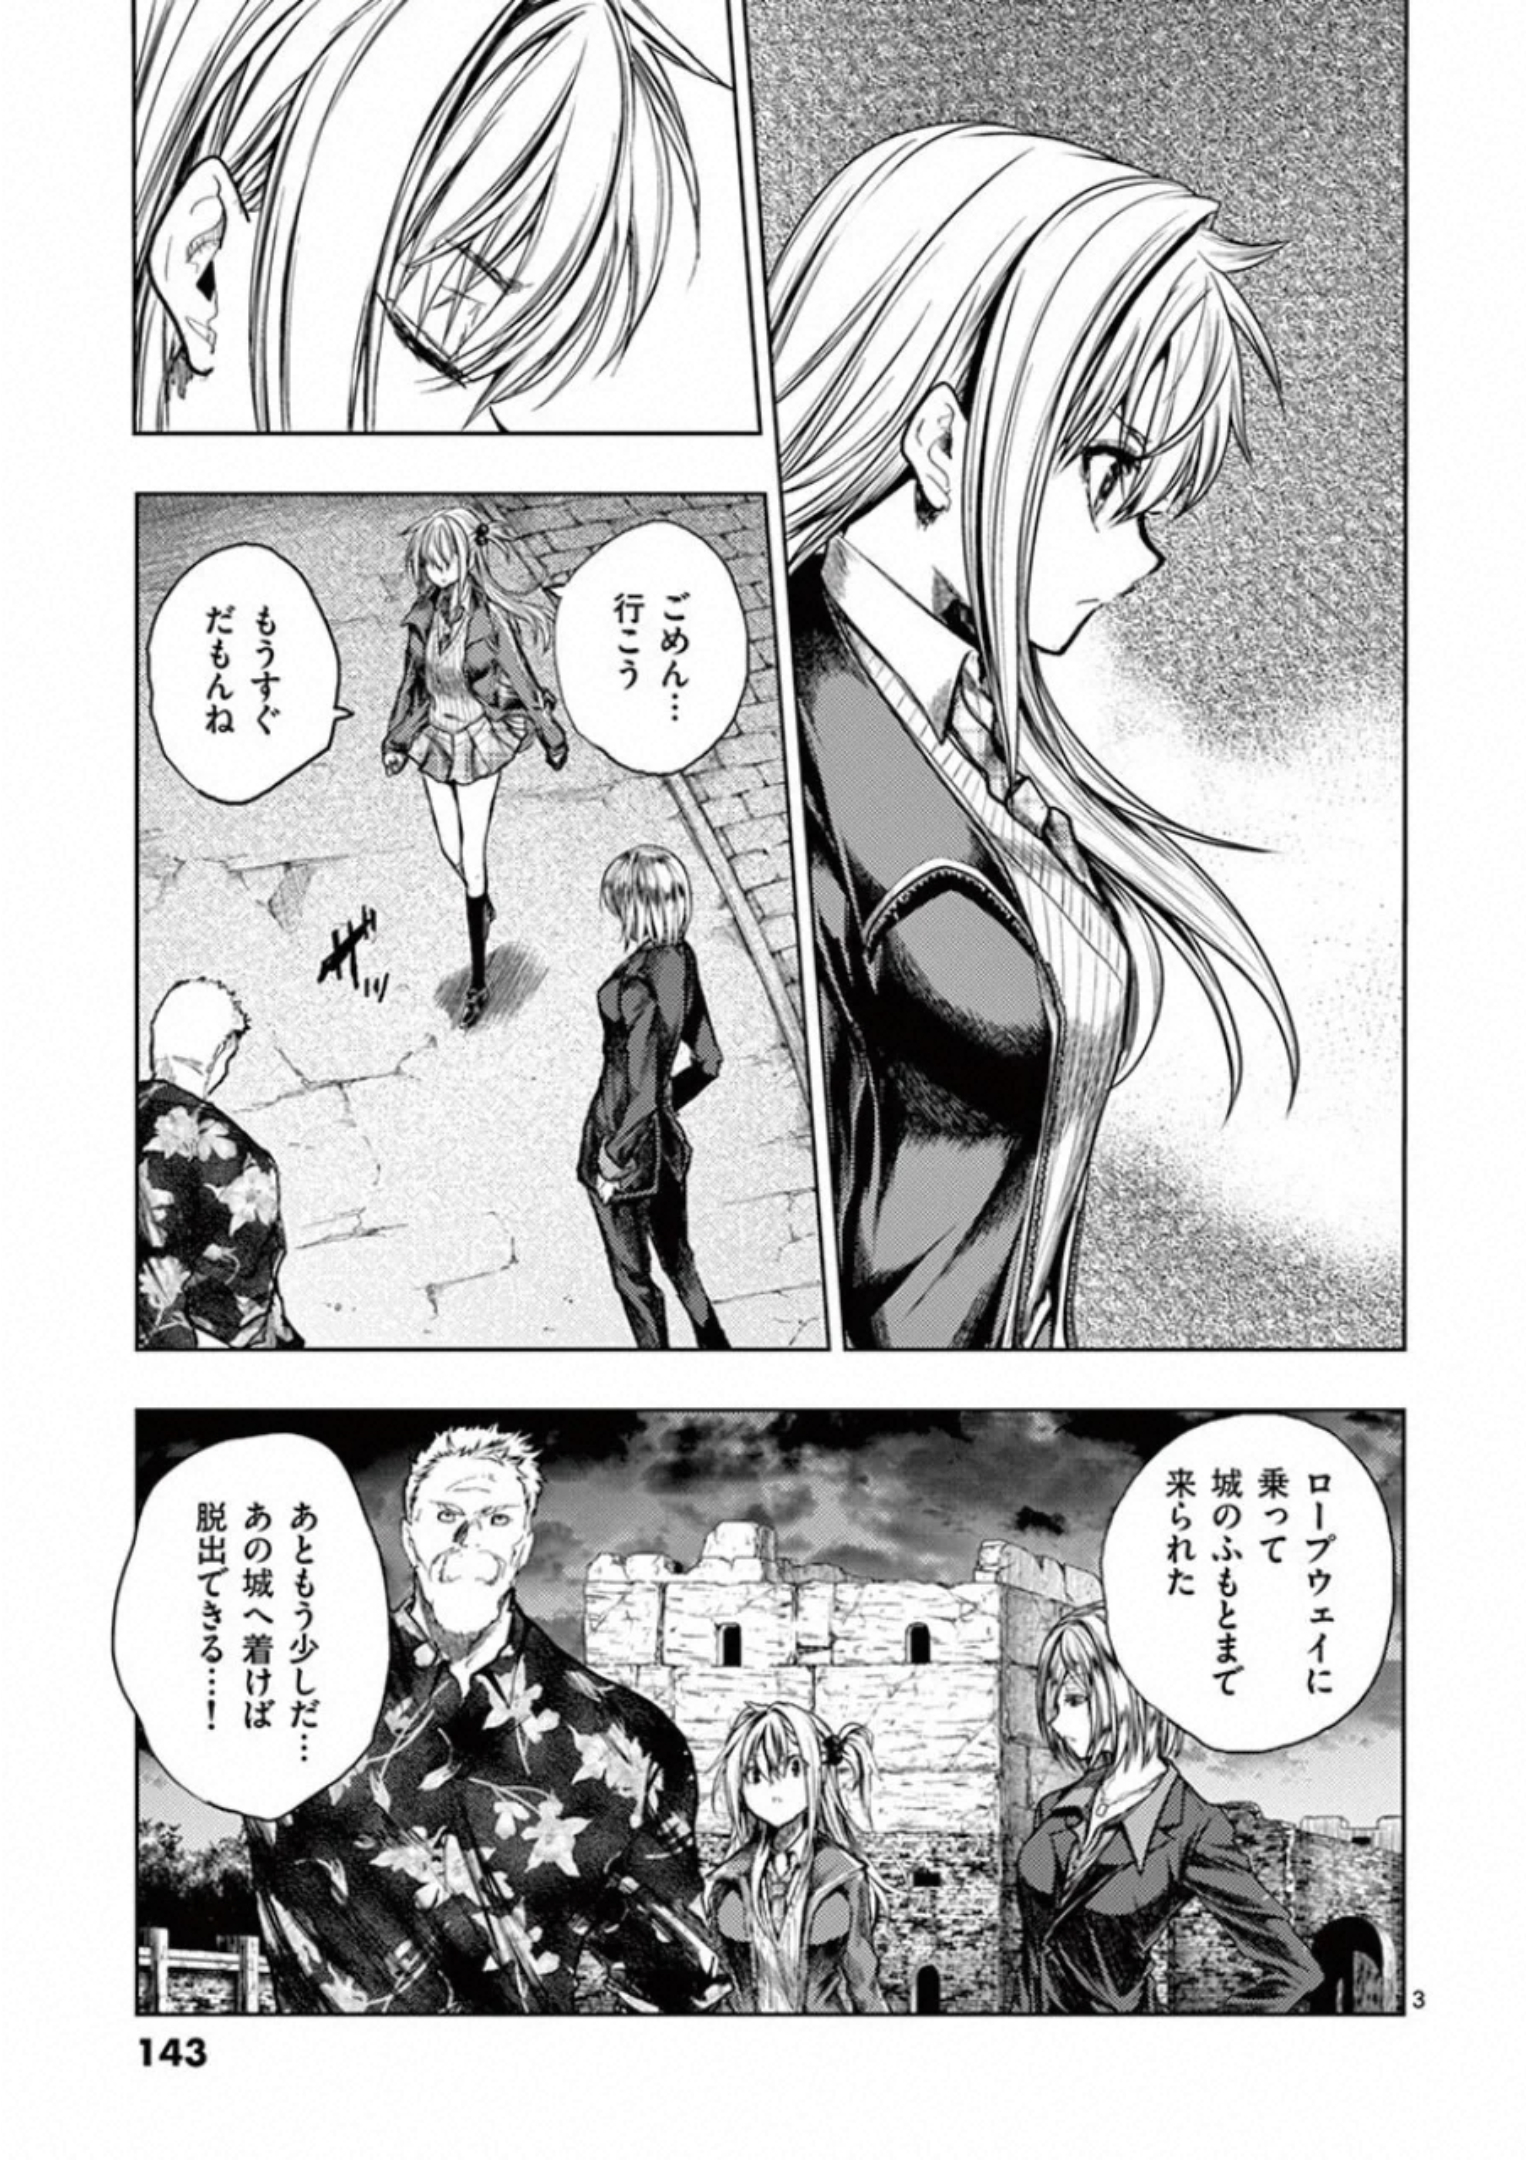 ごめん…
行こう
もうすぐ
だもんね
ザッ
ロープウェイに
乗って
城のふもとまで
来られた
あともう少しだ…
あの城へ着けば
脱出できる…！
3
143